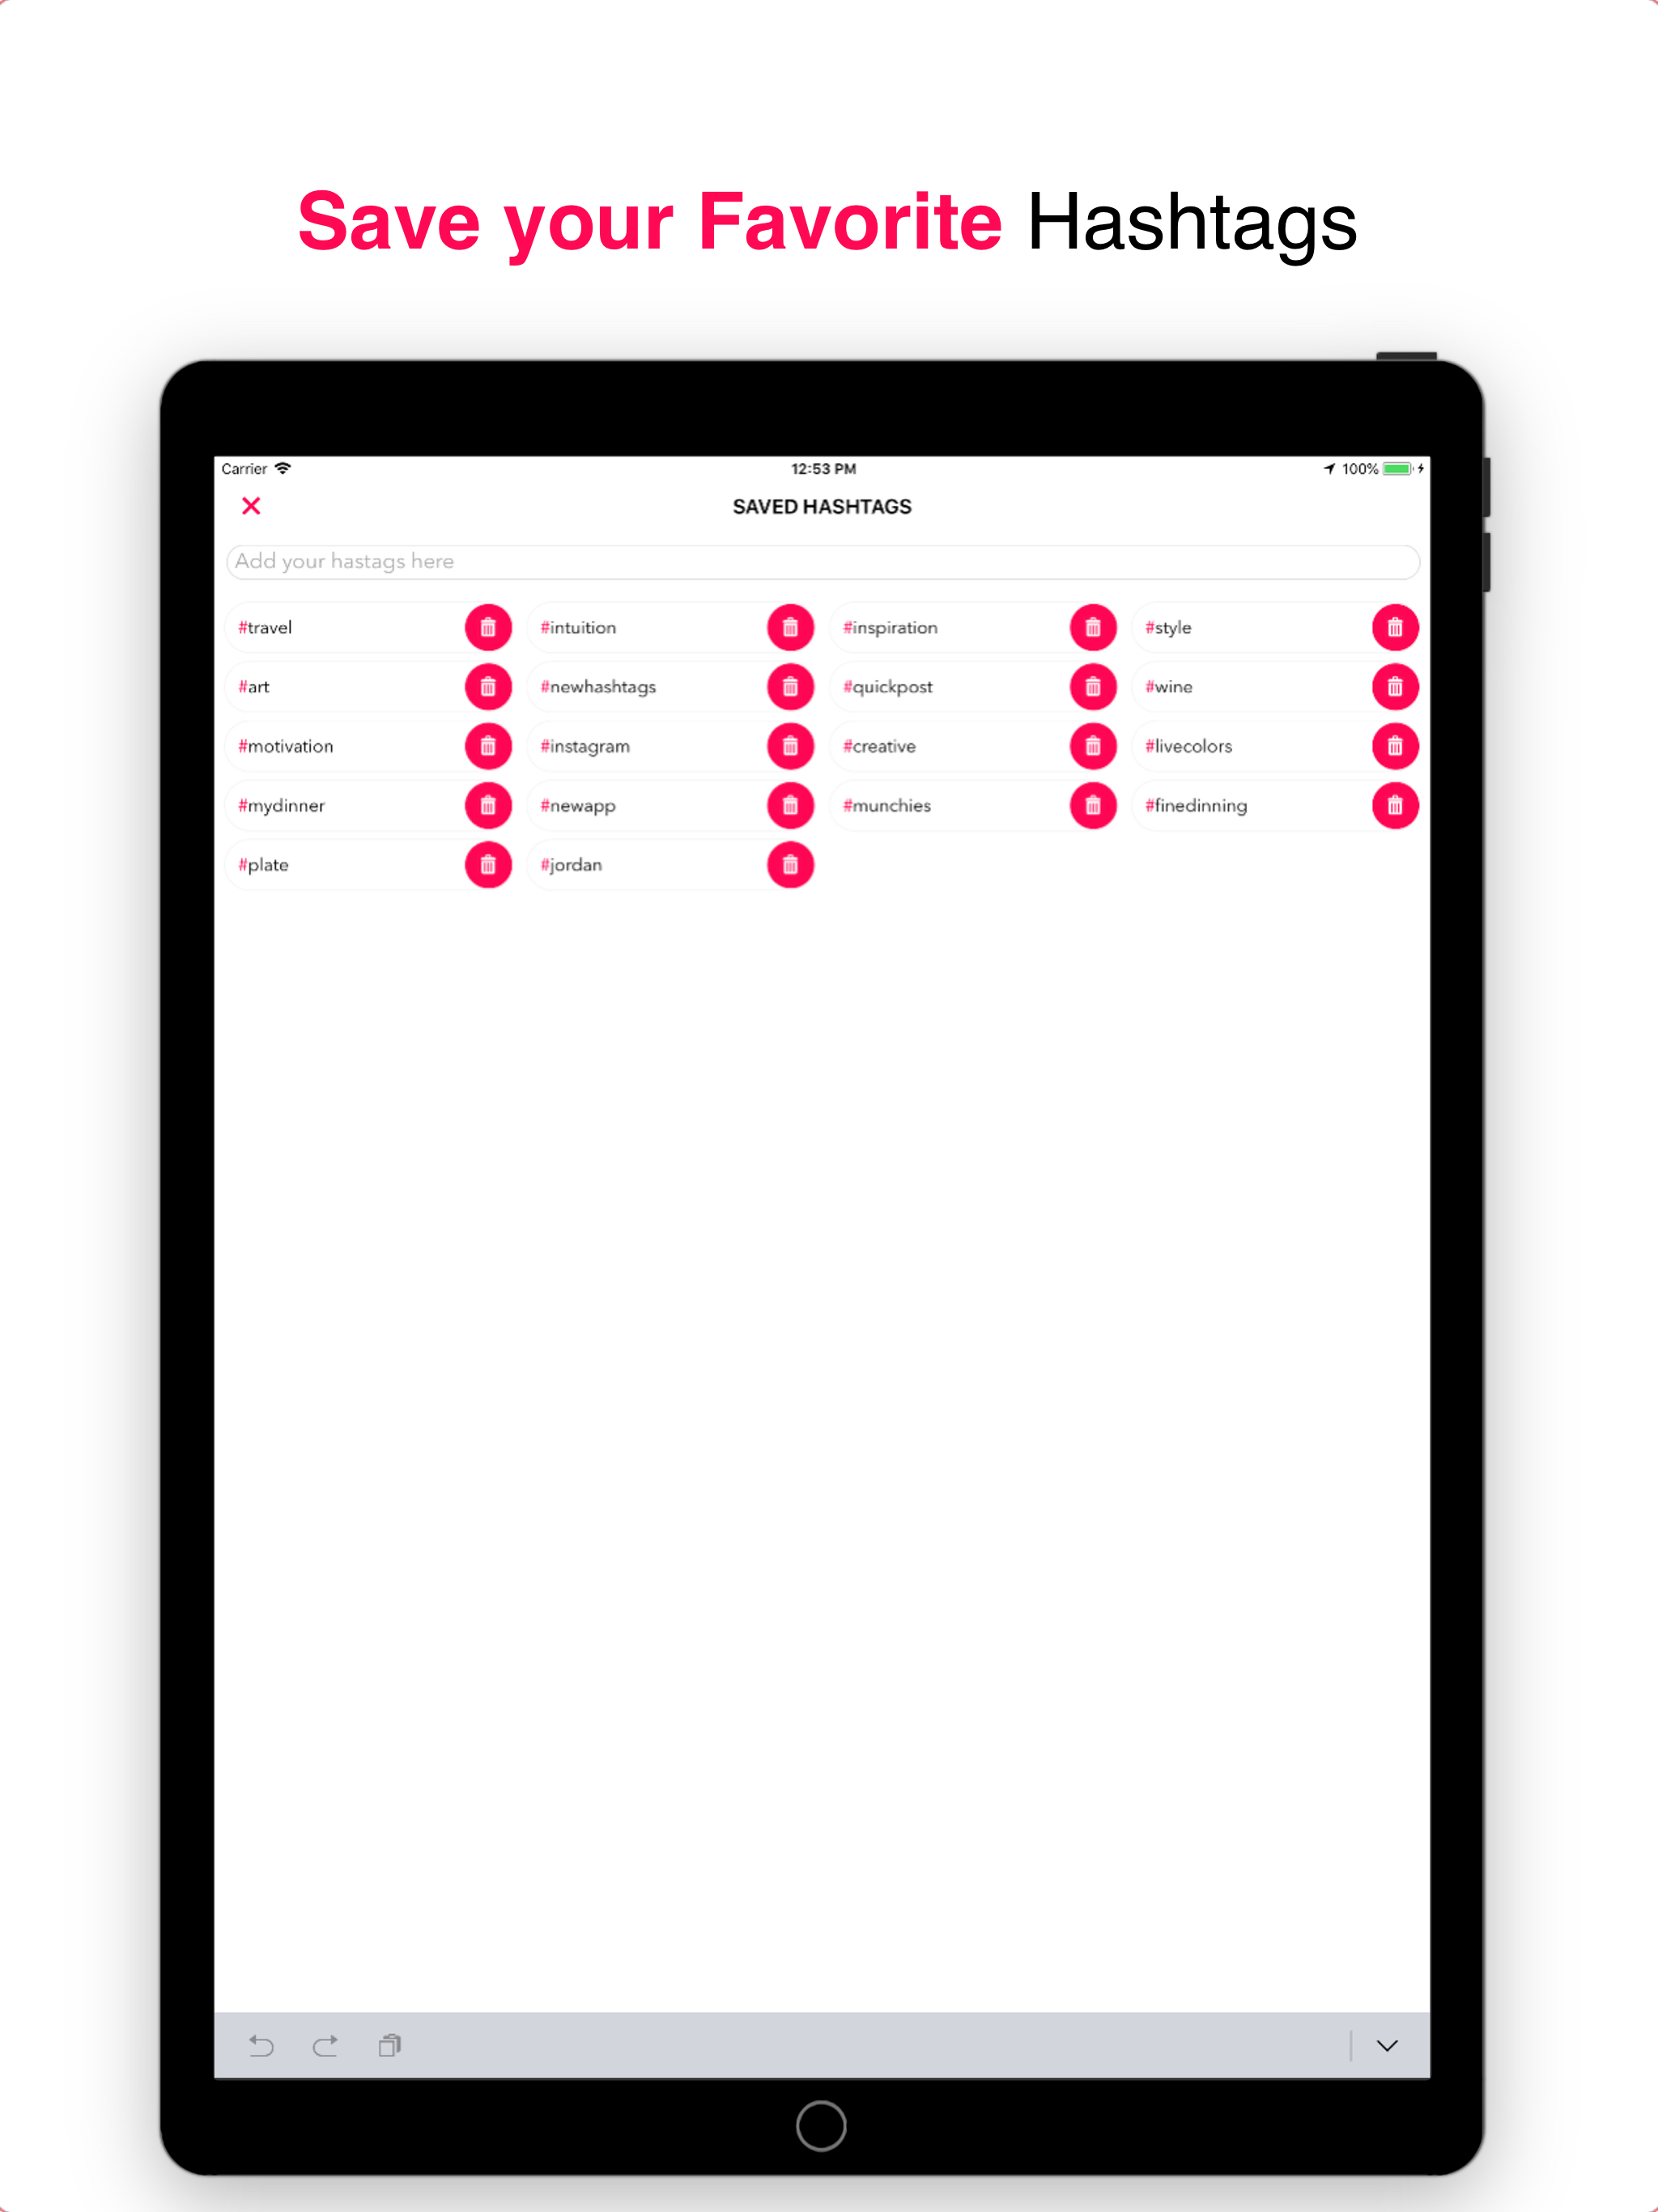 Save your Favorite Hashtags
Carrier 12:53 PM 100%
SAVED HASHTAGS
Add your hastags here
#travel #intuition #inspiration #style
#art #newhashtags #quickpost #wine
#motivation #instagram #creative #livecolors
#mydinner #newapp #munchies #finedinning
#plate #jordan